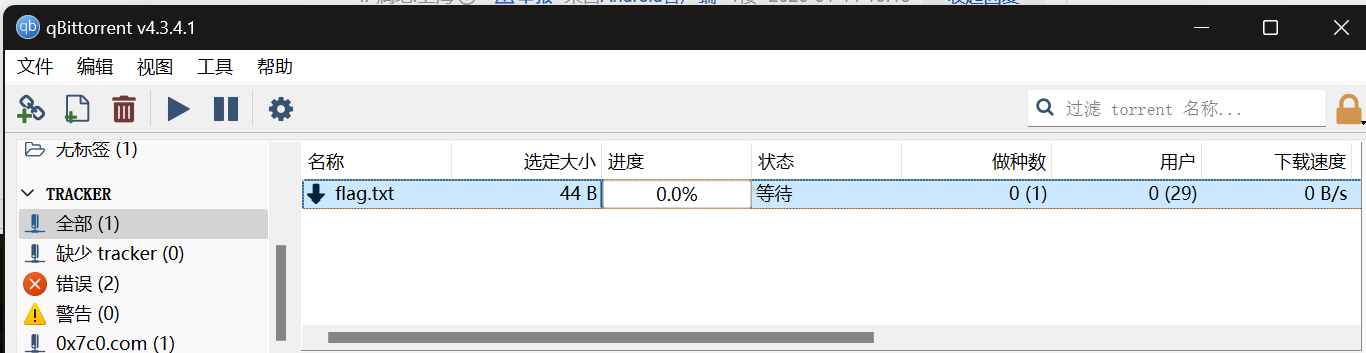 qBittorrent v4.3.4.1
文件 编辑 视图 工具 帮助
过滤 torrent 名称...
无标签 (1)
名称 选定大小 进度 状态 做种数 用户 下载速度
TRACKER
flag.txt 44 B 0.0% 等待 0 (1) 0 (29) 0 B/s
全部 (1)
缺少 tracker (0)
错误 (2)
警告 (0)
0x7c0.com (1)